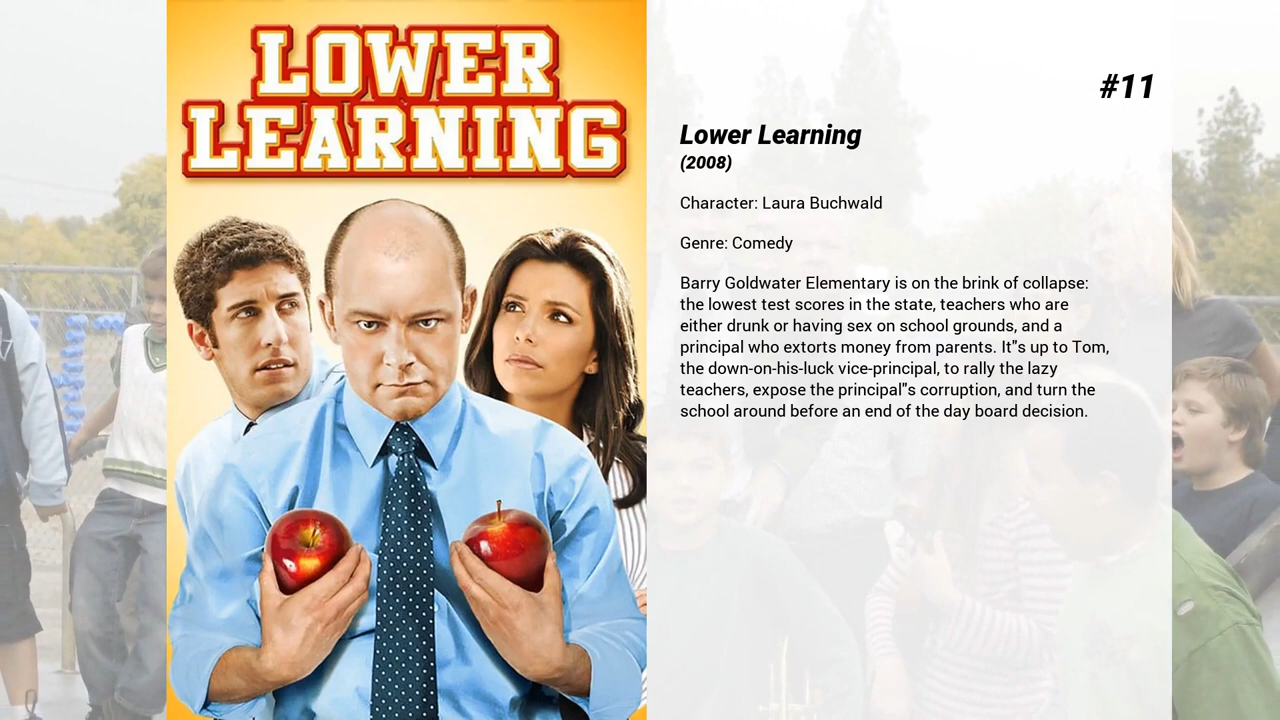 LOWER
LEARNING
#11
Lower Learning
(2008)
Character: Laura Buchwald
Genre: Comedy
Barry Goldwater Elementary is on the brink of collapse:
the lowest test scores in the state, teachers who are
either drunk or having sex on school grounds, and a
principal who extorts money from parents. It"s up to Tom,
the down-on-his-luck vice-principal, to rally the lazy
teachers, expose the principal"s corruption, and turn the
school around before an end of the day board decision.